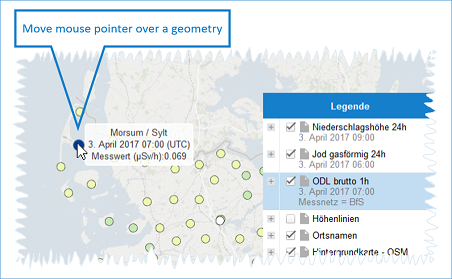 Move mouse pointer over a geometry
Morsum / Sylt
3. April 2017 07:00 (UTC)
Messwert (µSv/h):0.069
Legende
Niederschlagshöhe 24h
3. April 2017 09:00
Jod gasförmig 24h
3. April 2017 06:00
ODL brutto 1h
3. April 2017 07:00
Messnetz = BfS
Höhenlinien
Ortsnamen
Hintergrundkarte - OSM